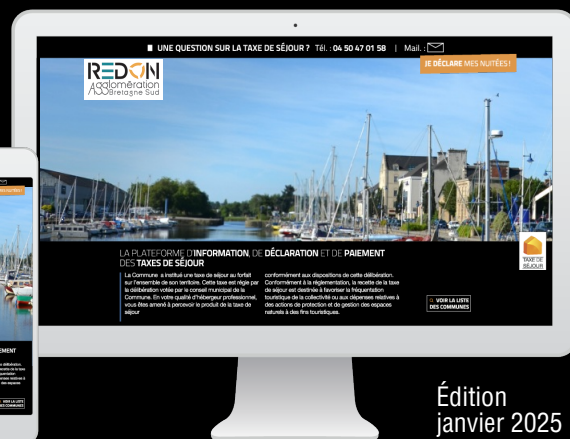 UNE QUESTION SUR LA TAXE DE SÉJOUR ? Tél. : 04 50 47 01 58 | Mail. :
JE DÉCLARE MES NUITÉES !
REDON
Agglomération
Bretagne Sud
LA PLATEFORME D'INFORMATION, DE DÉCLARATION ET DE PAIEMENT
DES TAXES DE SÉJOUR
La Commune a institué une taxe de séjour au forfait
sur l'ensemble de son territoire. Cette taxe est régie par
la délibération votée par le conseil municipal de la
Commune. En votre qualité d'hébergeur professionnel,
vous êtes amené à percevoir le produit de la taxe de
séjour
conformément aux dispositions de cette délibération.
Conformément à la réglementation, la recette de la taxe
de séjour est destinée à favoriser la fréquentation
touristique de la collectivité ou aux dépenses relatives à
des actions de protection et de gestion des espaces
naturels à des fins touristiques.
TAXE DE
SÉJOUR
VOIR LA LISTE
DES COMMUNES
Édition
janvier 2025